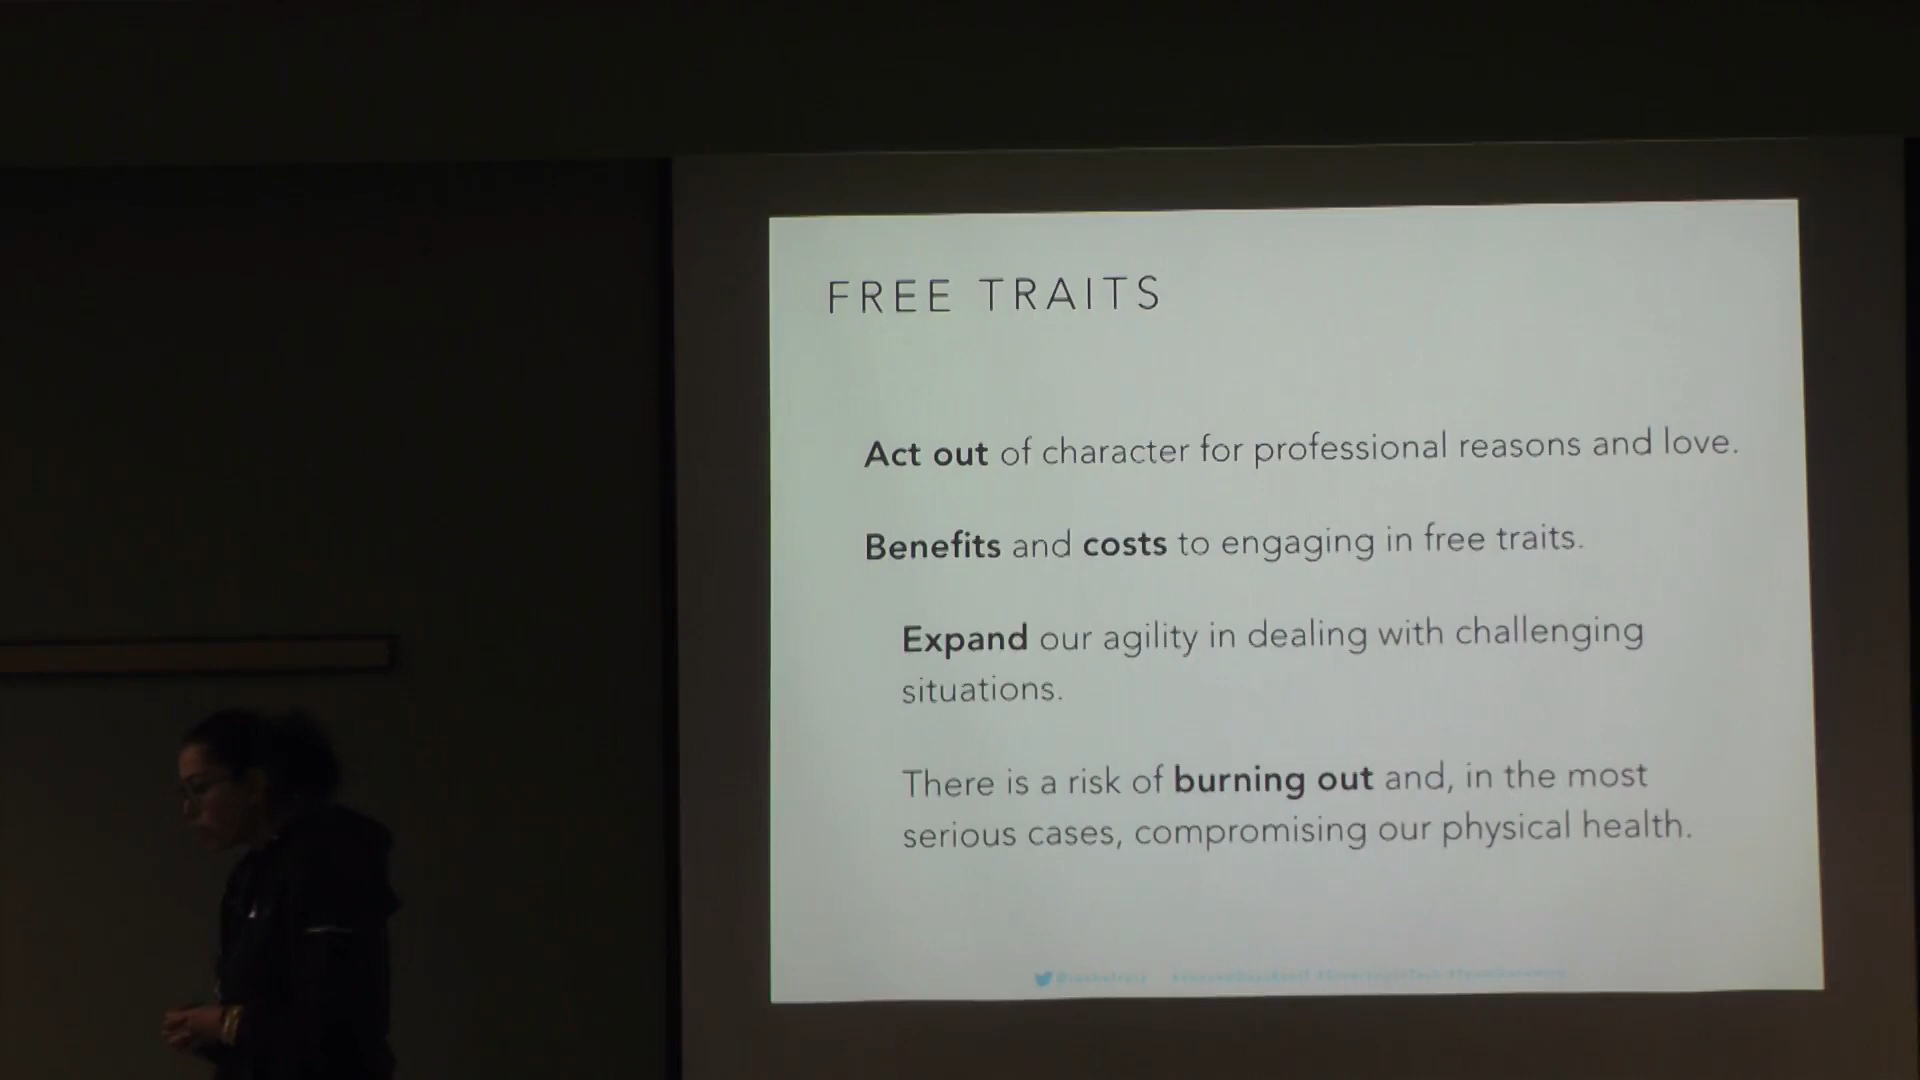 FREE TRAITS
Act out of character for professional reasons and love.
Benefits and costs to engaging in free traits.
Expand our agility in dealing with challenging
situations.
There is a risk of burning out and, in the most
serious cases, compromising our physical health.